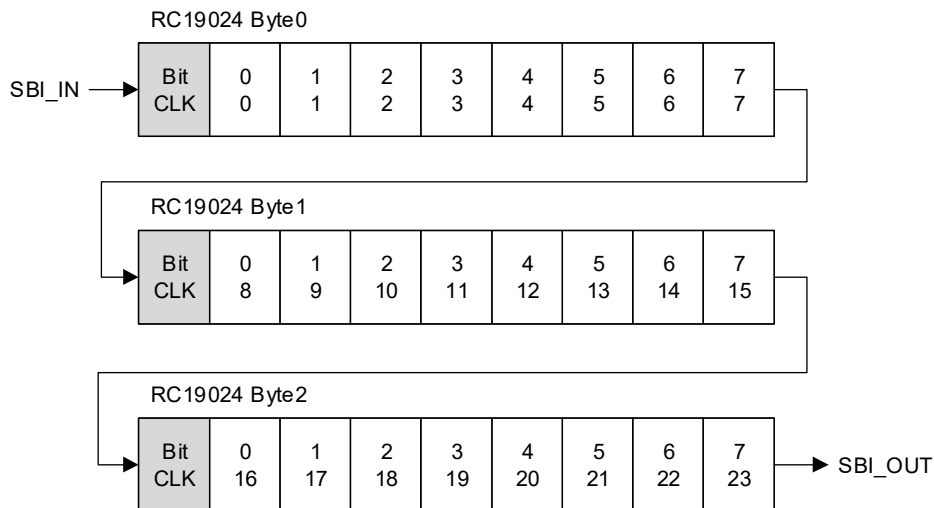 RC19024 Byte0
SBI_IN
Bit 0 1 2 3 4 5 6 7
CLK 0 1 2 3 4 5 6 7
RC19024 Byte1
Bit 0 1 2 3 4 5 6 7
CLK 8 9 10 11 12 13 14 15
RC19024 Byte2
Bit 0 1 2 3 4 5 6 7
CLK 16 17 18 19 20 21 22 23
SBI_OUT